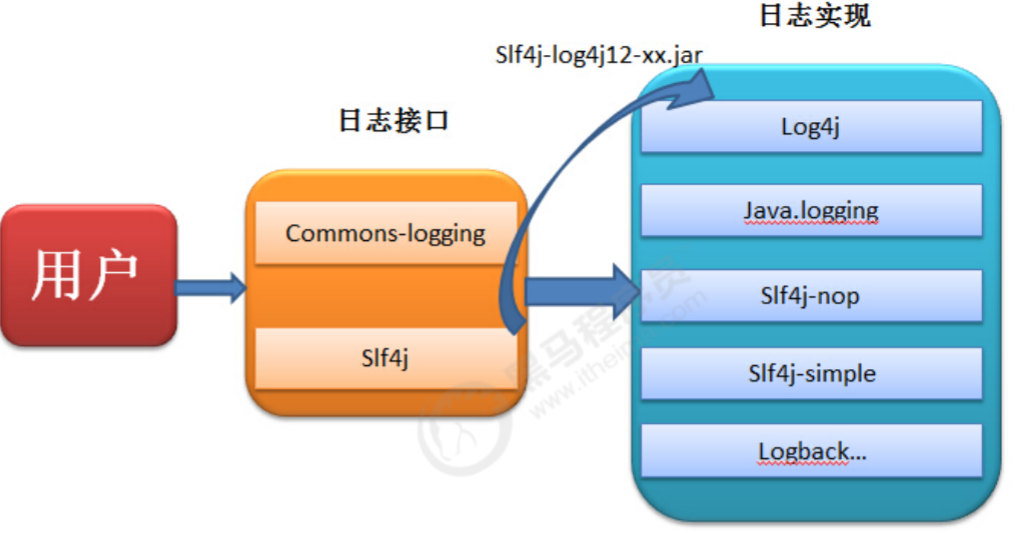 日志实现
Slf4j-log4j12-xx.jar
日志接口
Log4j
Commons-logging
Java.logging
用户
Slf4j-nop
Slf4j
Slf4j-simple
Logback...
黑马程序员
www.itheima.com